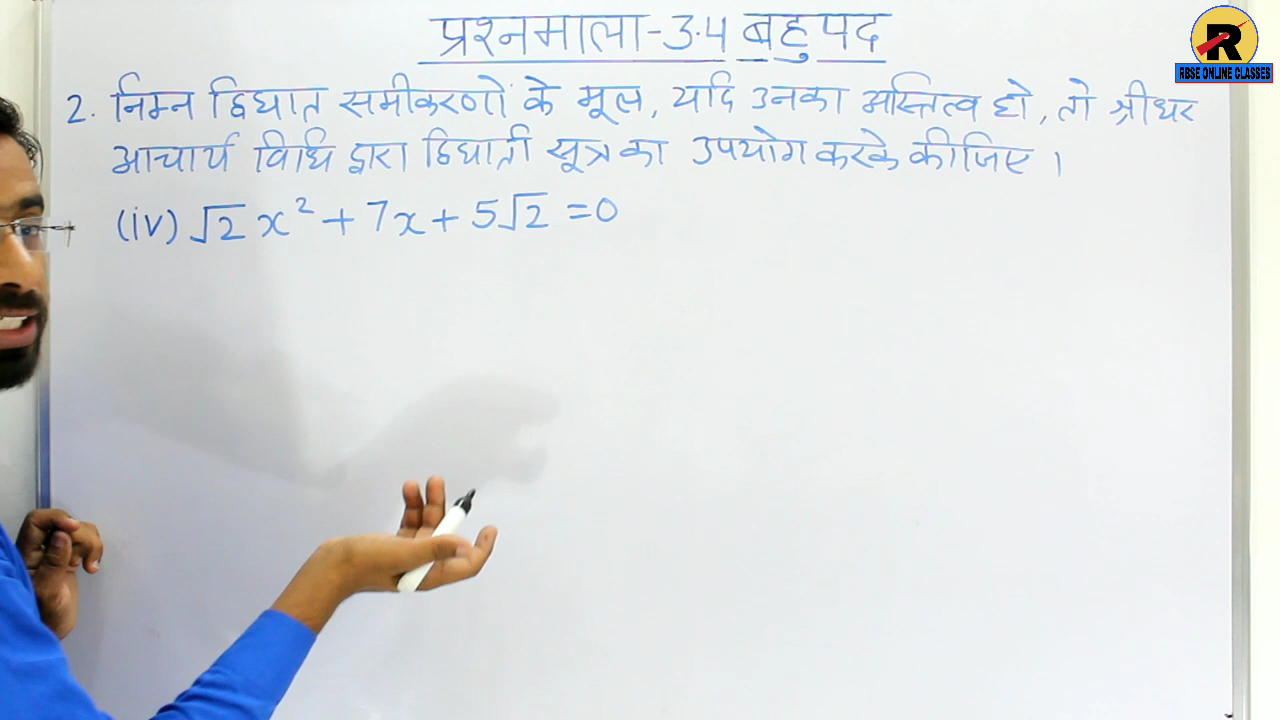 प्रश्नमाला-3.4 बहुपद
R
RBSE ONLINE CLASSES
2. निम्न द्विघात समीकरणों के मूल, यदि उनका अस्तित्व हो, तो श्रीधर
आचार्य विधि द्वारा द्विघाती सूत्र का उपयोग करके कीजिए ।
(iv) √2 x² + 7x + 5√2 = 0